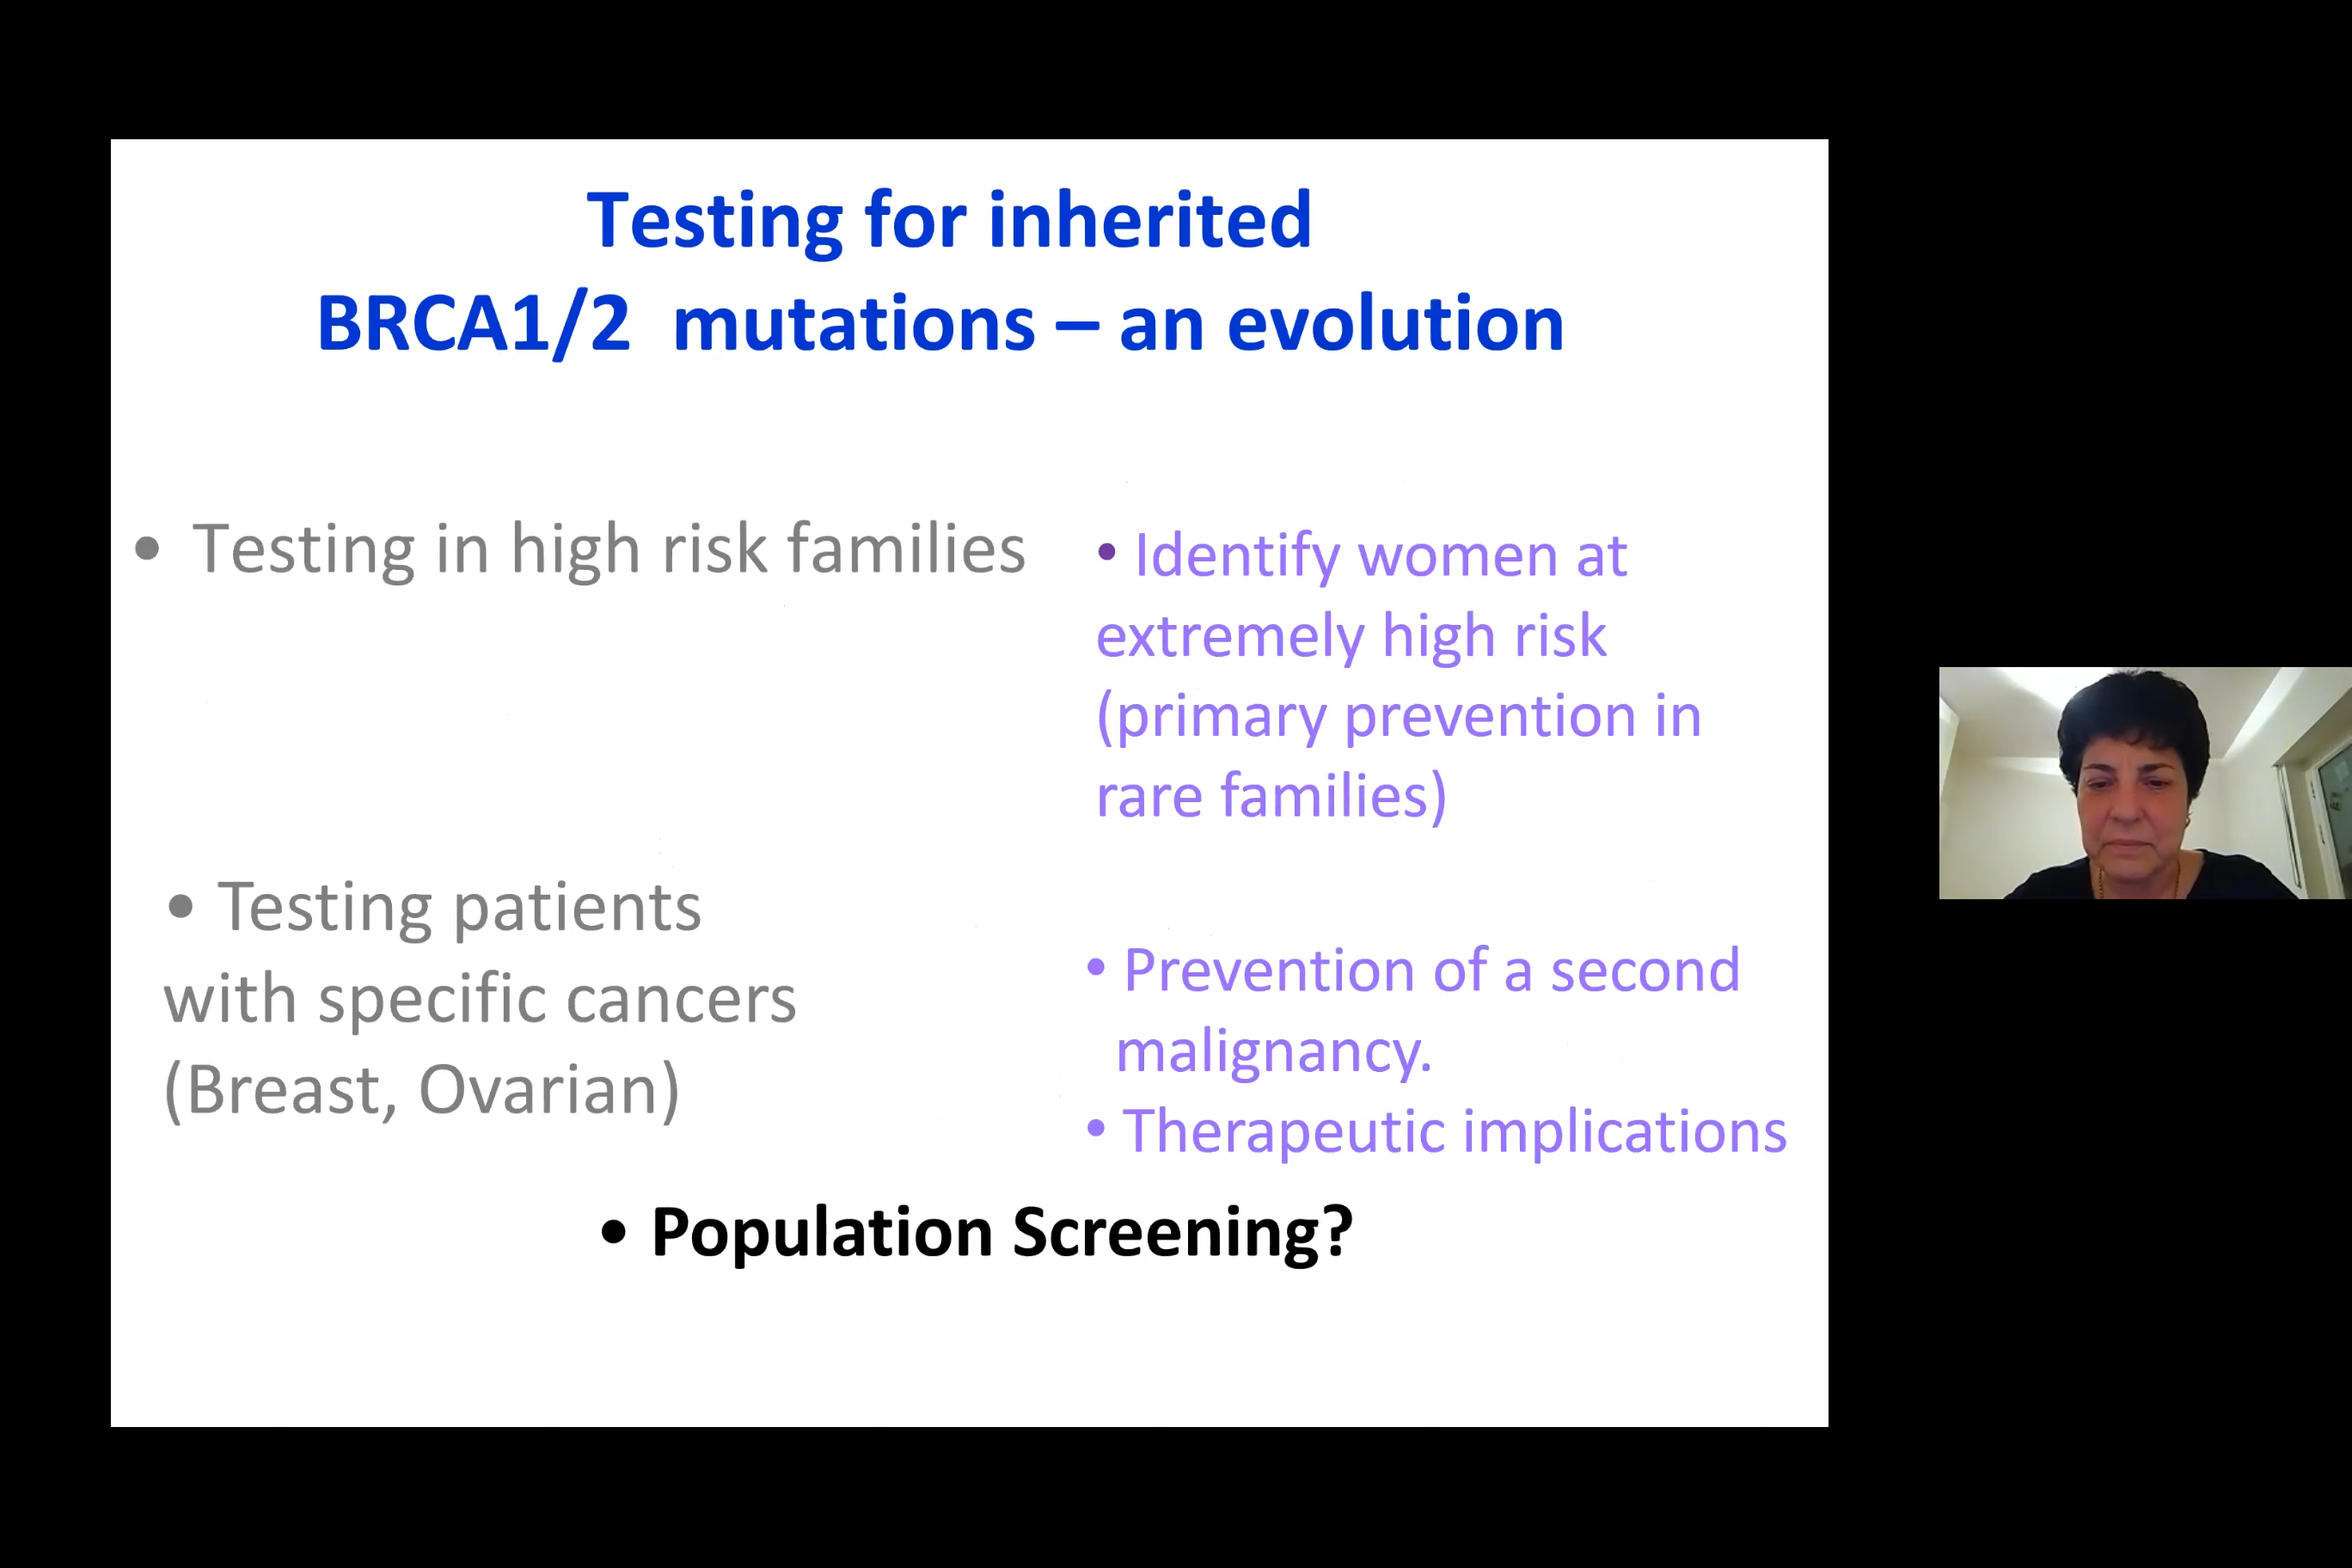 Testing for inherited
BRCA1/2 mutations – an evolution
• Testing in high risk families
• Identify women at
extremely high risk
(primary prevention in
rare families)
• Testing patients
with specific cancers
(Breast, Ovarian)
• Prevention of a second
malignancy.
• Therapeutic implications
• Population Screening?